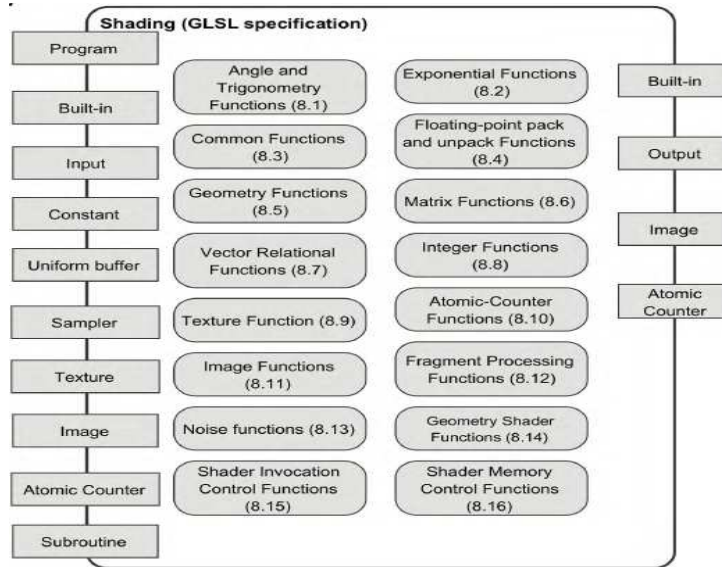 Shading (GLSL specification)
Program
Built-in
Input
Constant
Uniform buffer
Sampler
Texture
Image
Atomic Counter
Subroutine
Angle and
Trigonometry
Functions (8.1)
Exponential Functions
(8.2)
Common Functions
(8.3)
Floating-point pack
and unpack Functions
(8.4)
Geometry Functions
(8.5)
Matrix Functions (8.6)
Vector Relational
Functions (8.7)
Integer Functions
(8.8)
Texture Function (8.9)
Atomic-Counter
Functions (8.10)
Image Functions
(8.11)
Fragment Processing
Functions (8.12)
Noise functions (8.13)
Geometry Shader
Functions (8.14)
Shader Invocation
Control Functions
(8.15)
Shader Memory
Control Functions
(8.16)
Built-in
Output
Image
Atomic
Counter